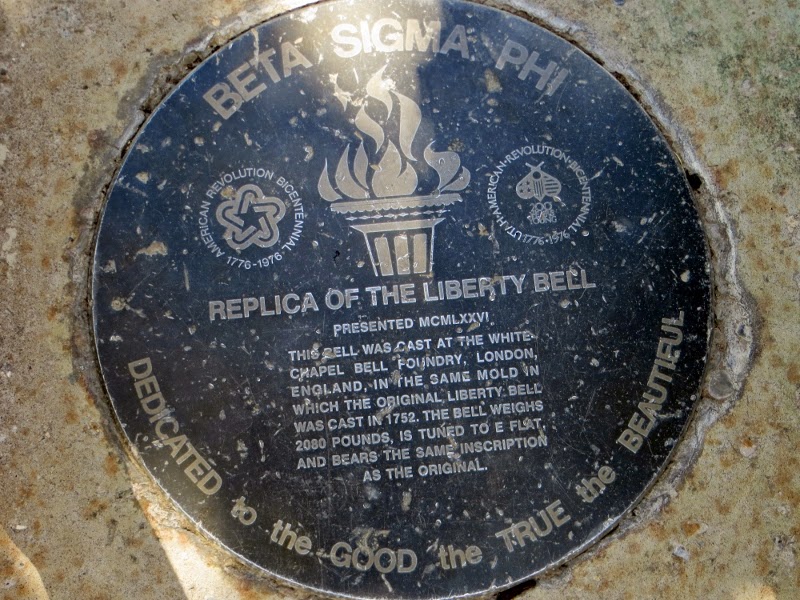 BETA SIGMA PHI
AMERICAN REVOLUTION BICENTENNIAL
1776-1976
UTAH AMERICAN·REVOLUTION·BICENTENNIAL
1776-1976
REPLICA OF THE LIBERTY BELL
PRESENTED MCMLXXVI
THIS BELL WAS CAST AT THE WHITE-
CHAPEL BELL FOUNDRY, LONDON,
ENGLAND, IN THE SAME MOLD IN
WHICH THE ORIGINAL LIBERTY BELL
WAS CAST IN 1752. THE BELL WEIGHS
2080 POUNDS, IS TUNED TO E FLAT,
AND BEARS THE SAME INSCRIPTION
AS THE ORIGINAL.
DEDICATED to the GOOD the TRUE the BEAUTIFUL